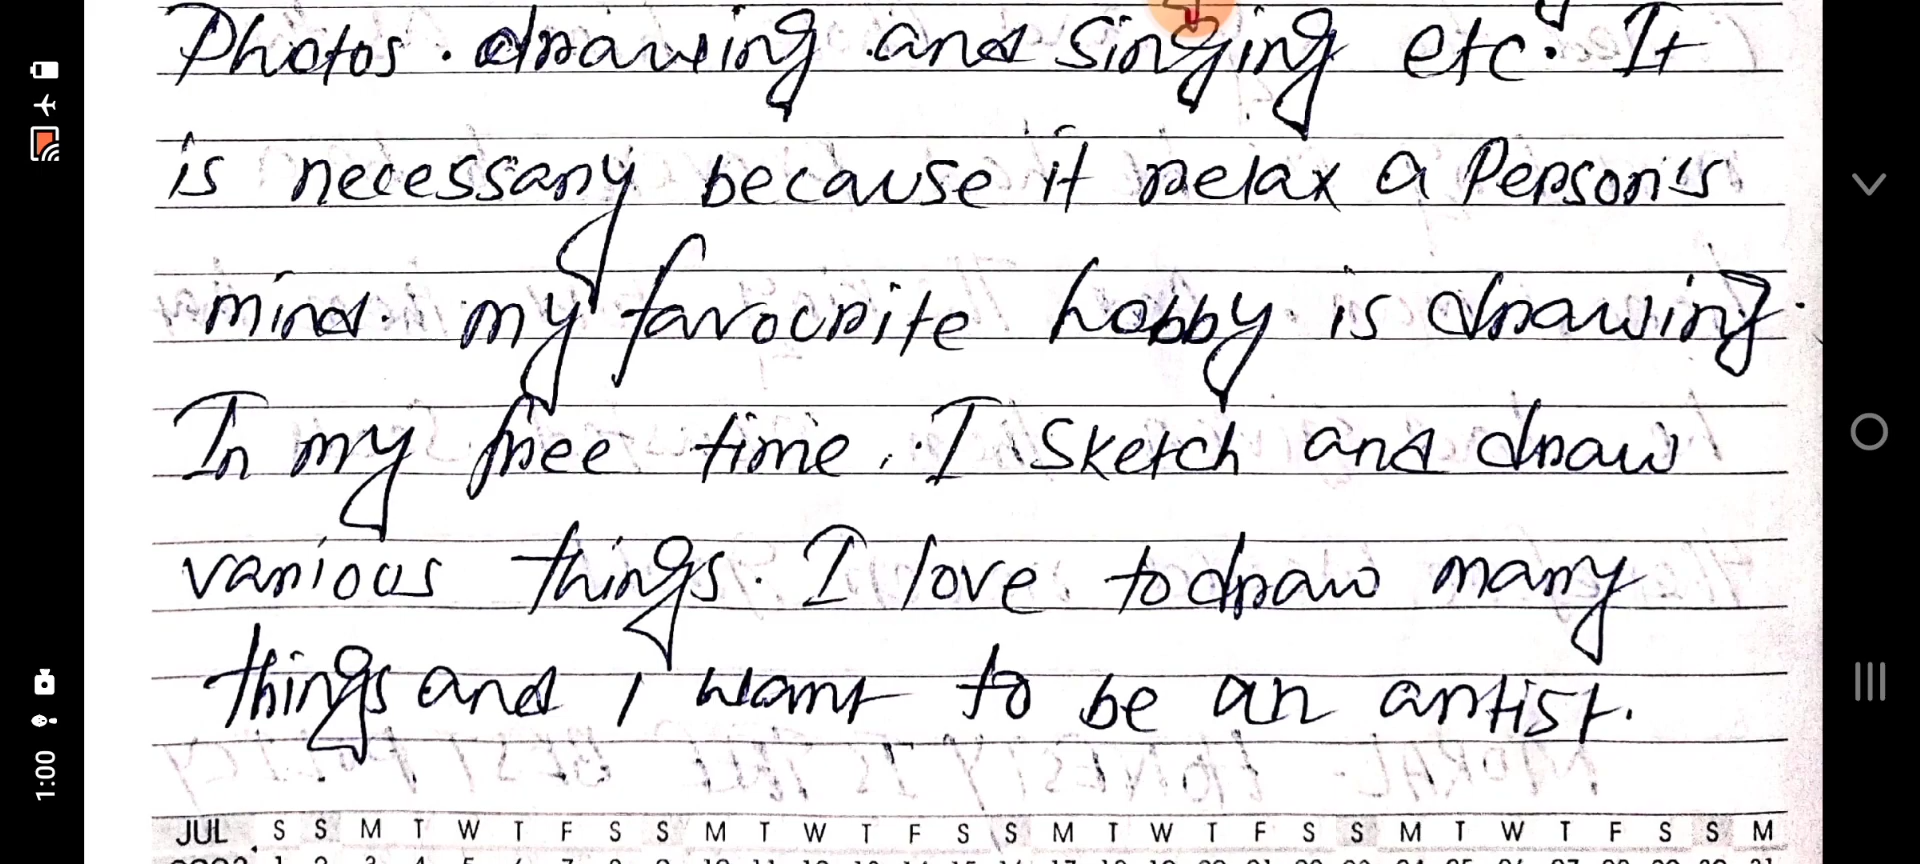 Photos. drawing and singing etc. It
is necessary because it relax a Person's
mind. my favourite hobby is drawing.
In my free time, I sketch and draw
various things. I love to draw many
things and I want to be an artist.
JUL S S M T W T F S S M T W T F S S M T W T F S S M T W T F S S M
1:00